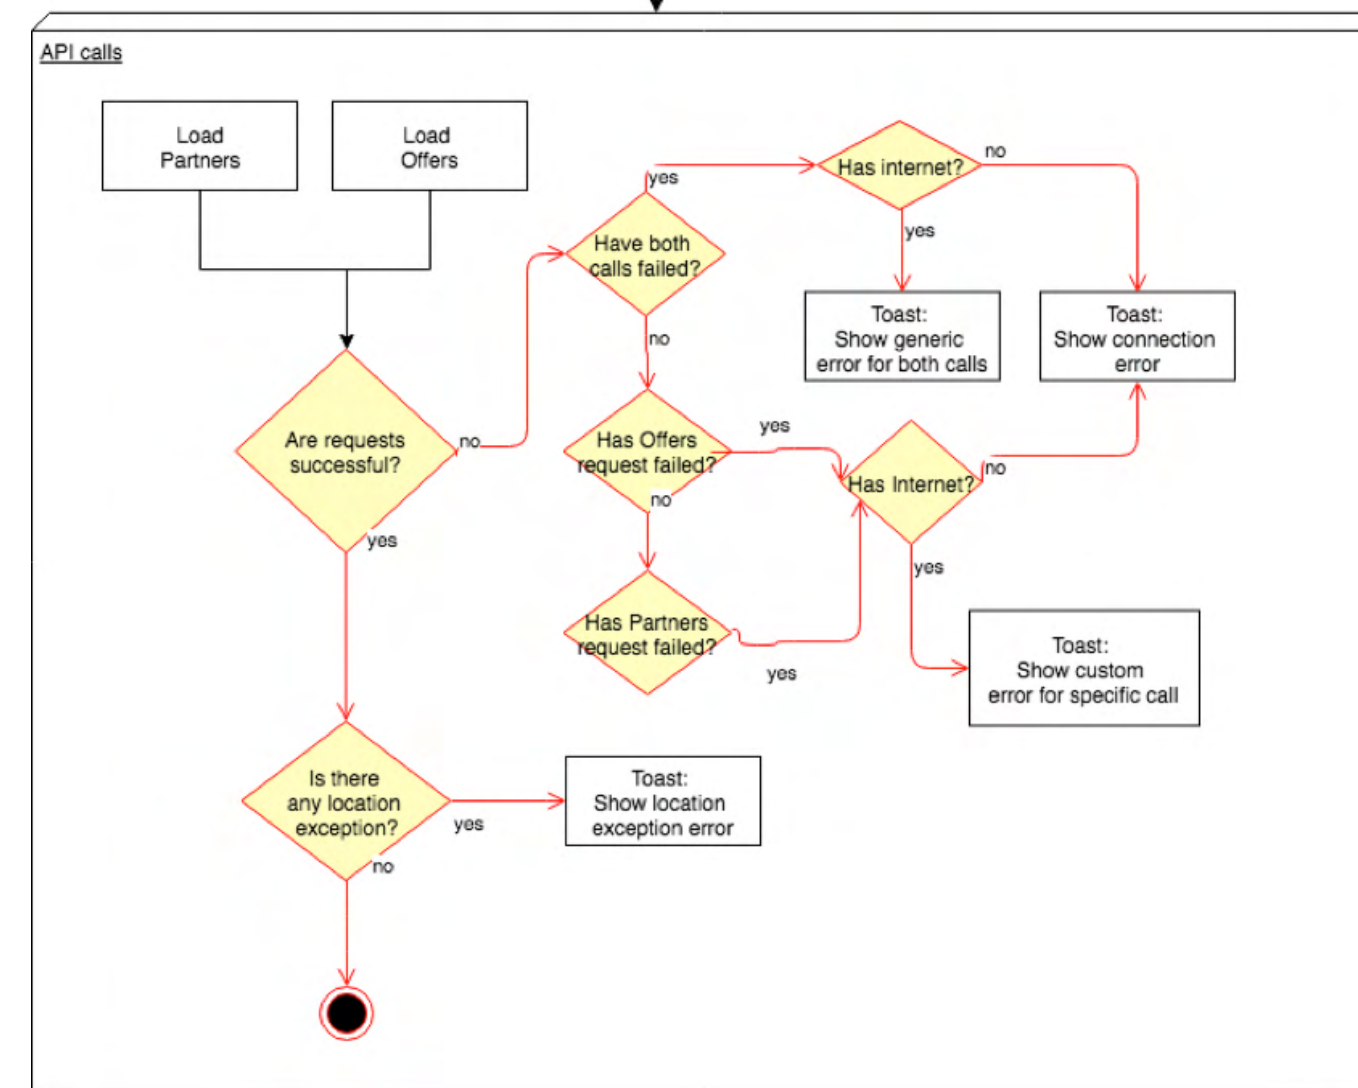 API calls
Load
Partners
Load
Offers
Has internet?
no
yes
Have both
calls failed?
yes
Toast:
Show generic
error for both calls
Toast:
Show connection
error
no
Are requests
successful?
no
Has Offers
request failed?
yes
Has Internet?
no
no
yes
yes
Has Partners
request failed?
yes
Toast:
Show custom
error for specific call
Is there
any location
exception?
yes
Toast:
Show location
exception error
no